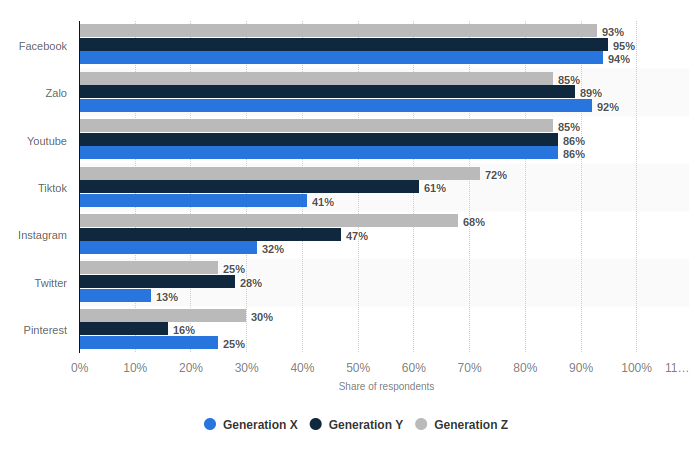 Facebook
93%
95%
94%
Zalo
85%
89%
92%
Youtube
85%
86%
86%
Tiktok
72%
61%
41%
Instagram
68%
47%
32%
Twitter
25%
28%
13%
Pinterest
30%
16%
25%
0% 10% 20% 30% 40% 50% 60% 70% 80% 90% 100% 11…
Share of respondents
Generation X Generation Y Generation Z